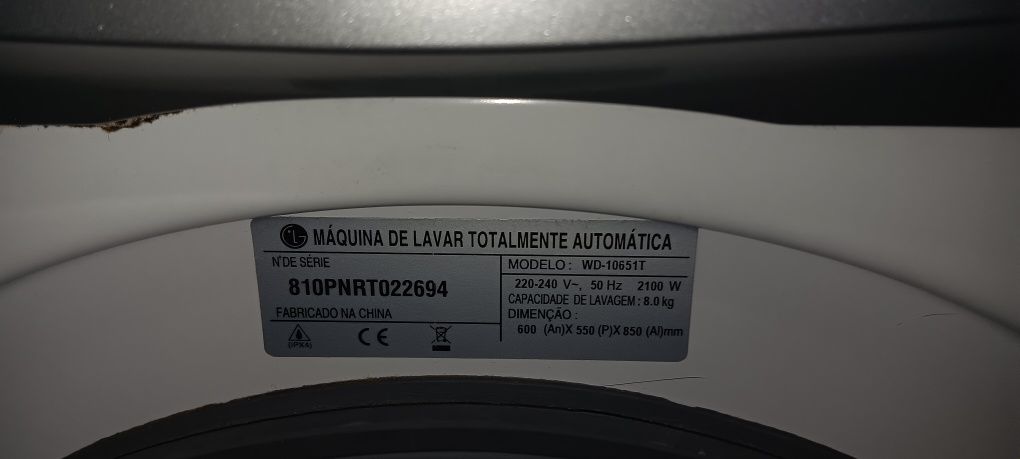 LG MÁQUINA DE LAVAR TOTALMENTE AUTOMÁTICA
N'DE SÉRIE
810PNRT022694
FABRICADO NA CHINA
(IPX4) CE
MODELO : WD-10651T
220-240 V~, 50 Hz 2100 W
CAPACIDADE DE LAVAGEM : 8.0 kg
DIMENÇÃO :
600 (An)X 550 (P)X 850 (Al)mm